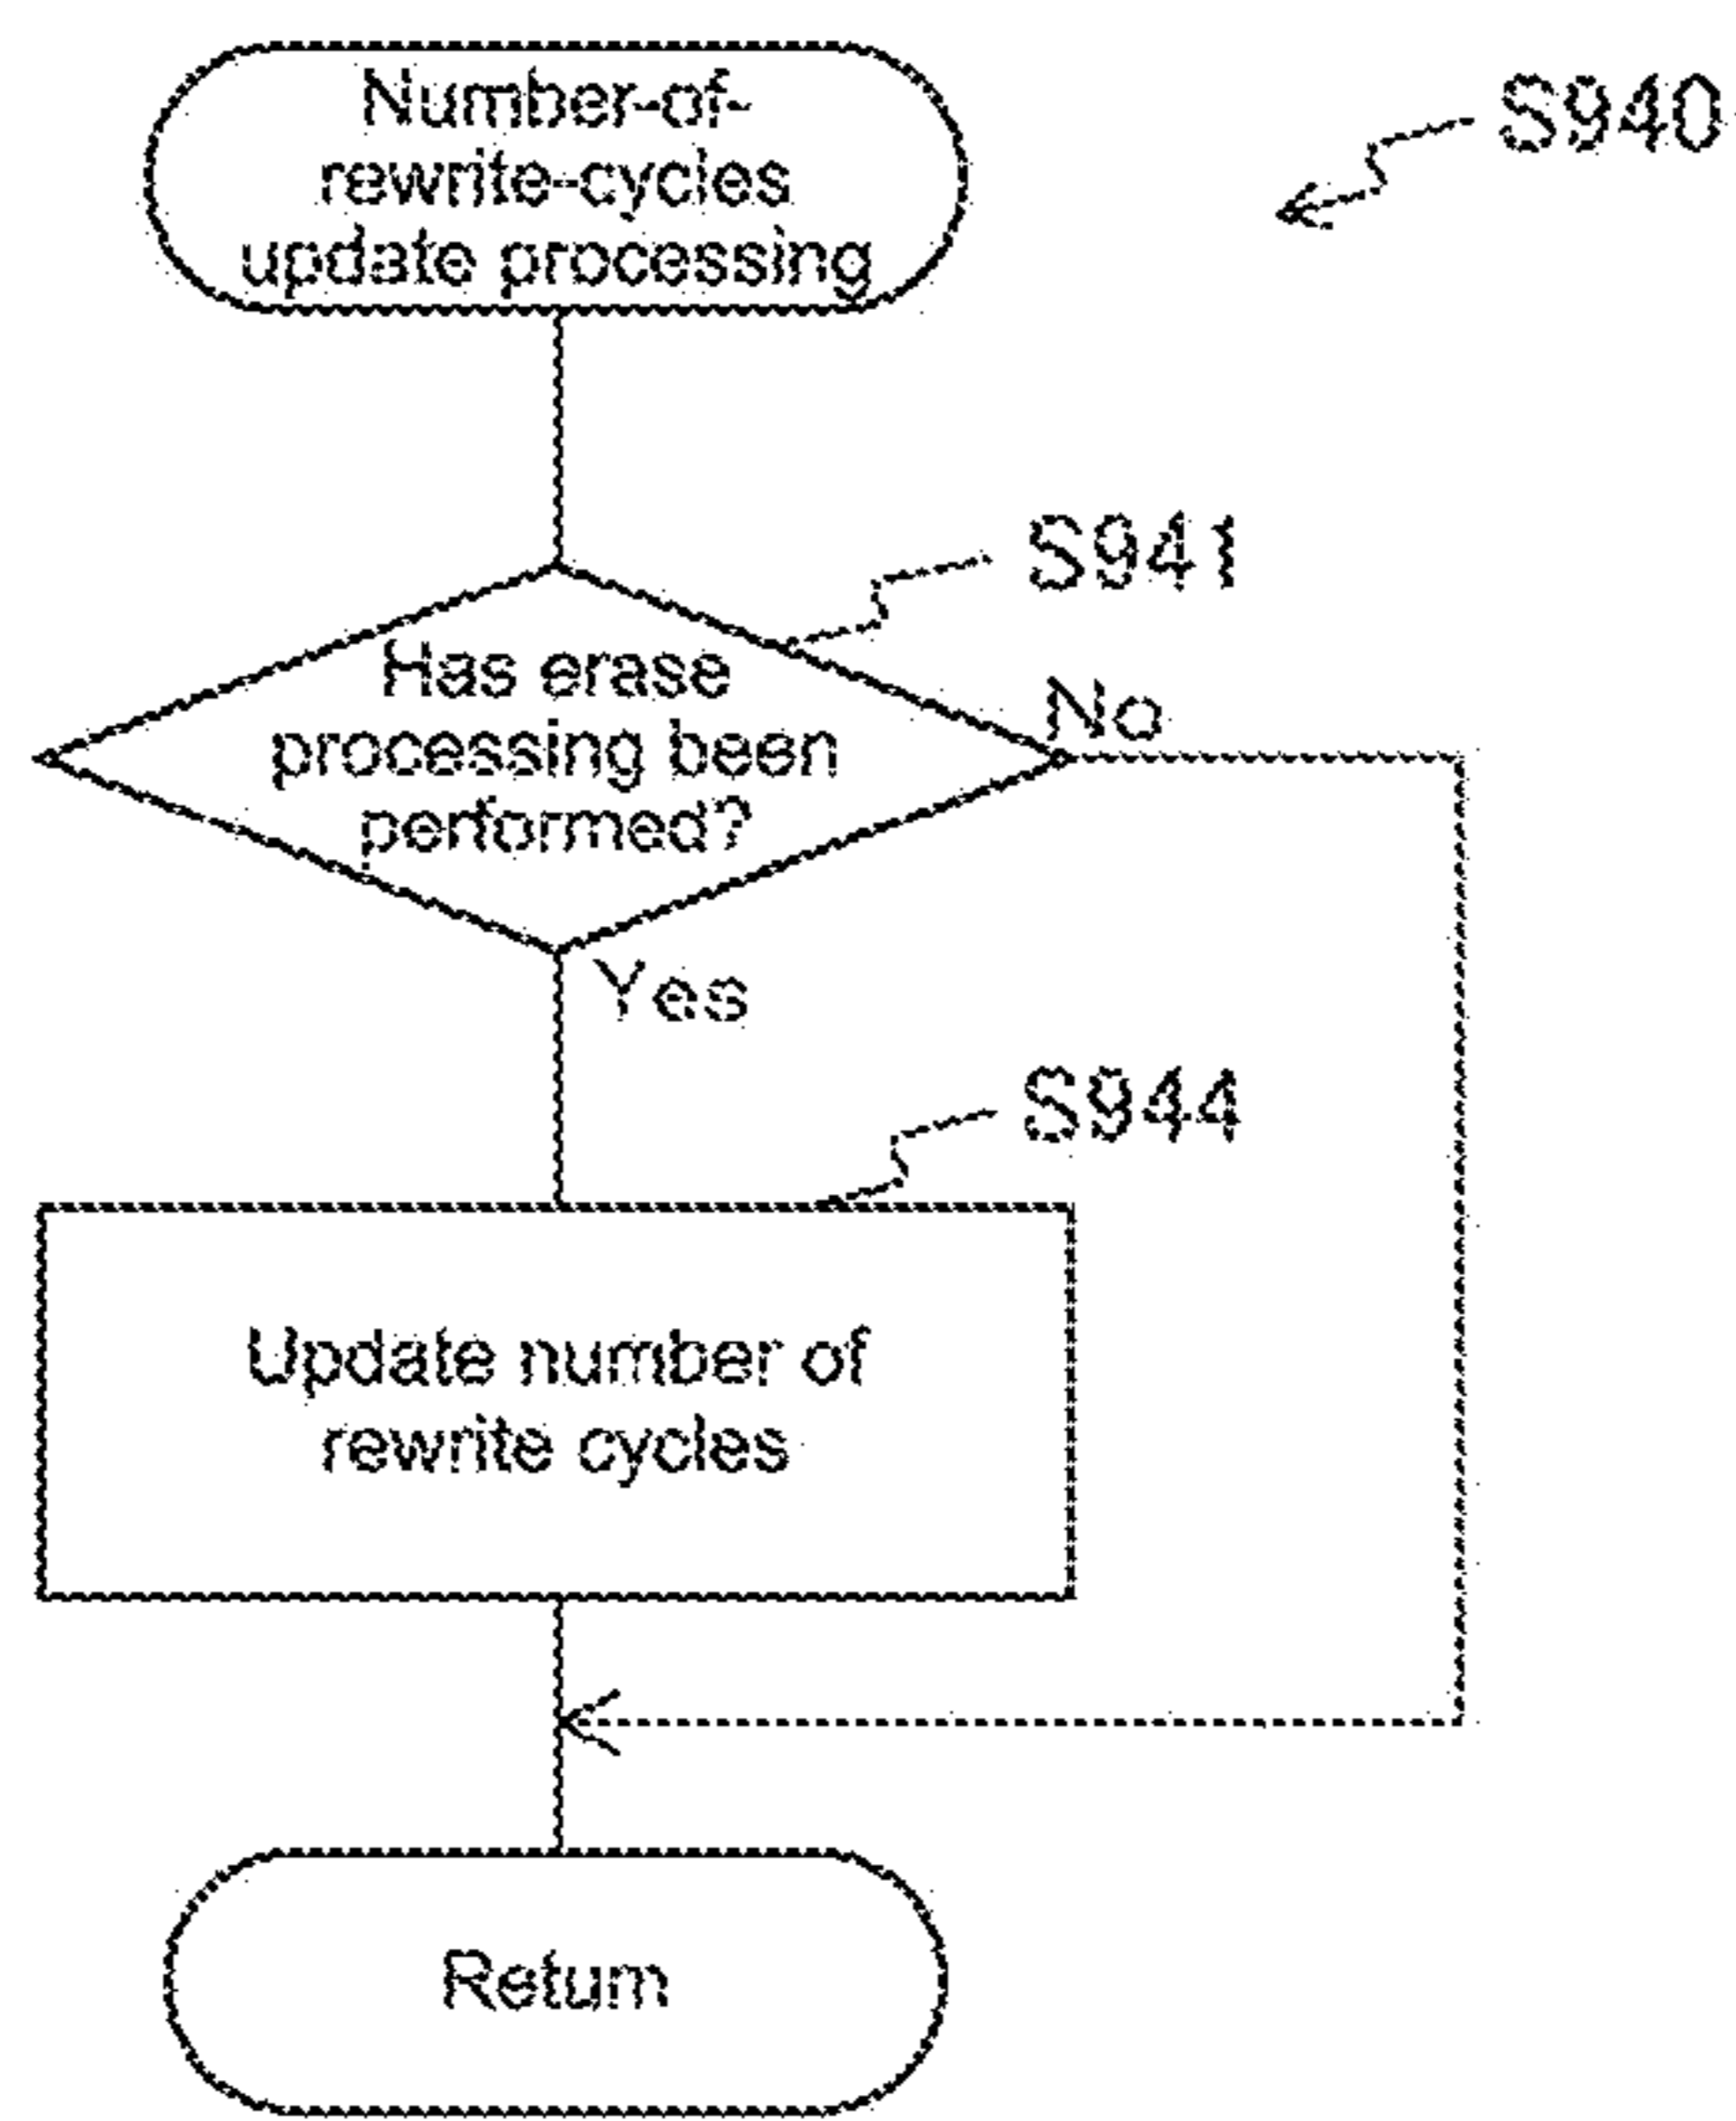 Number-of-
rewrite-cycles
update processing
S940
S941
Has erase
processing been
performed?
No
Yes
S944
Update number of
rewrite cycles
Return